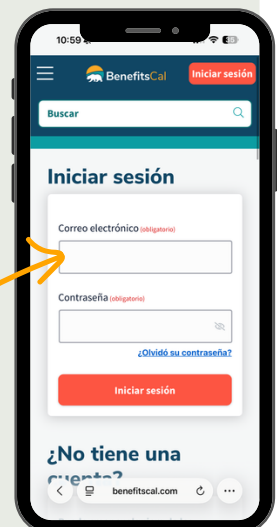 10:59
BenefitsCal
Iniciar sesión
Buscar
Iniciar sesión
Correo electrónico (obligatorio)
Contraseña (obligatorio)
¿Olvidó su contraseña?
Iniciar sesión
¿No tiene una
cuenta?
benefitscal.com